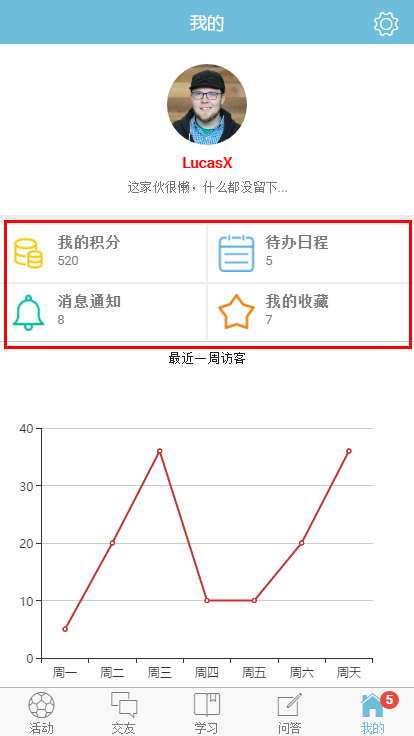 我的
LucasX
这家伙很懒，什么都没留下...
我的积分
520
待办日程
5
消息通知
8
我的收藏
7
最近一周访客
40
30
20
10
0
周一 周二 周三 周四 周五 周六 周天
活动
交友
学习
问答
5
我的